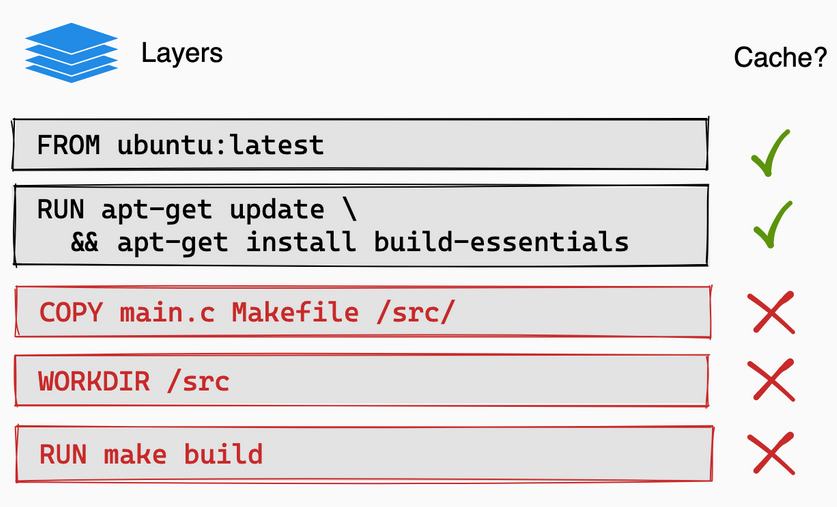 Layers
Cache?
FROM ubuntu:latest
RUN apt-get update \
&& apt-get install build-essentials
COPY main.c Makefile /src/
WORKDIR /src
RUN make build